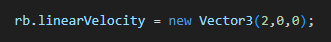 rb.linearVelocity = new Vector3(2,0,0);